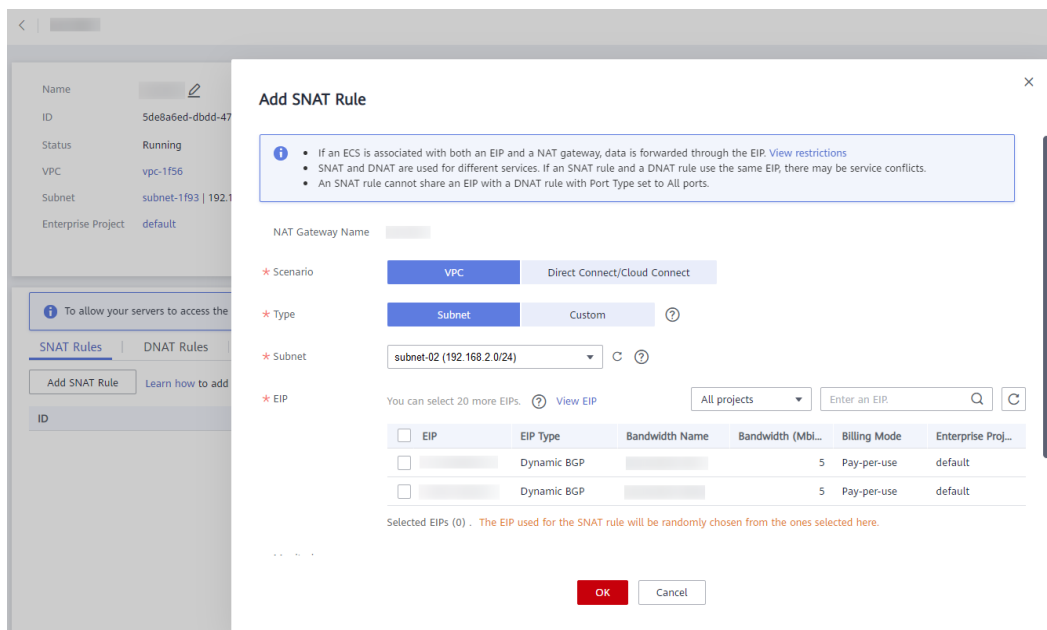 Name
ID 5de8a6ed-dbdd-47
Status Running
VPC vpc-1f56
Subnet subnet-1f93 | 192.1
Enterprise Project default
To allow your servers to access the
SNAT Rules | DNAT Rules |
Add SNAT Rule Learn how to add
ID
Add SNAT Rule
• If an ECS is associated with both an EIP and a NAT gateway, data is forwarded through the EIP. View restrictions
• SNAT and DNAT are used for different services. If an SNAT rule and a DNAT rule use the same EIP, there may be service conflicts.
• An SNAT rule cannot share an EIP with a DNAT rule with Port Type set to All ports.
NAT Gateway Name
* Scenario VPC Direct Connect/Cloud Connect
* Type Subnet Custom
* Subnet subnet-02 (192.168.2.0/24)
* EIP You can select 20 more EIPs. View EIP All projects Enter an EIP.
EIP EIP Type Bandwidth Name Bandwidth (Mbi... Billing Mode Enterprise Proj...
Dynamic BGP 5 Pay-per-use default
Dynamic BGP 5 Pay-per-use default
Selected EIPs (0) . The EIP used for the SNAT rule will be randomly chosen from the ones selected here.
OK Cancel